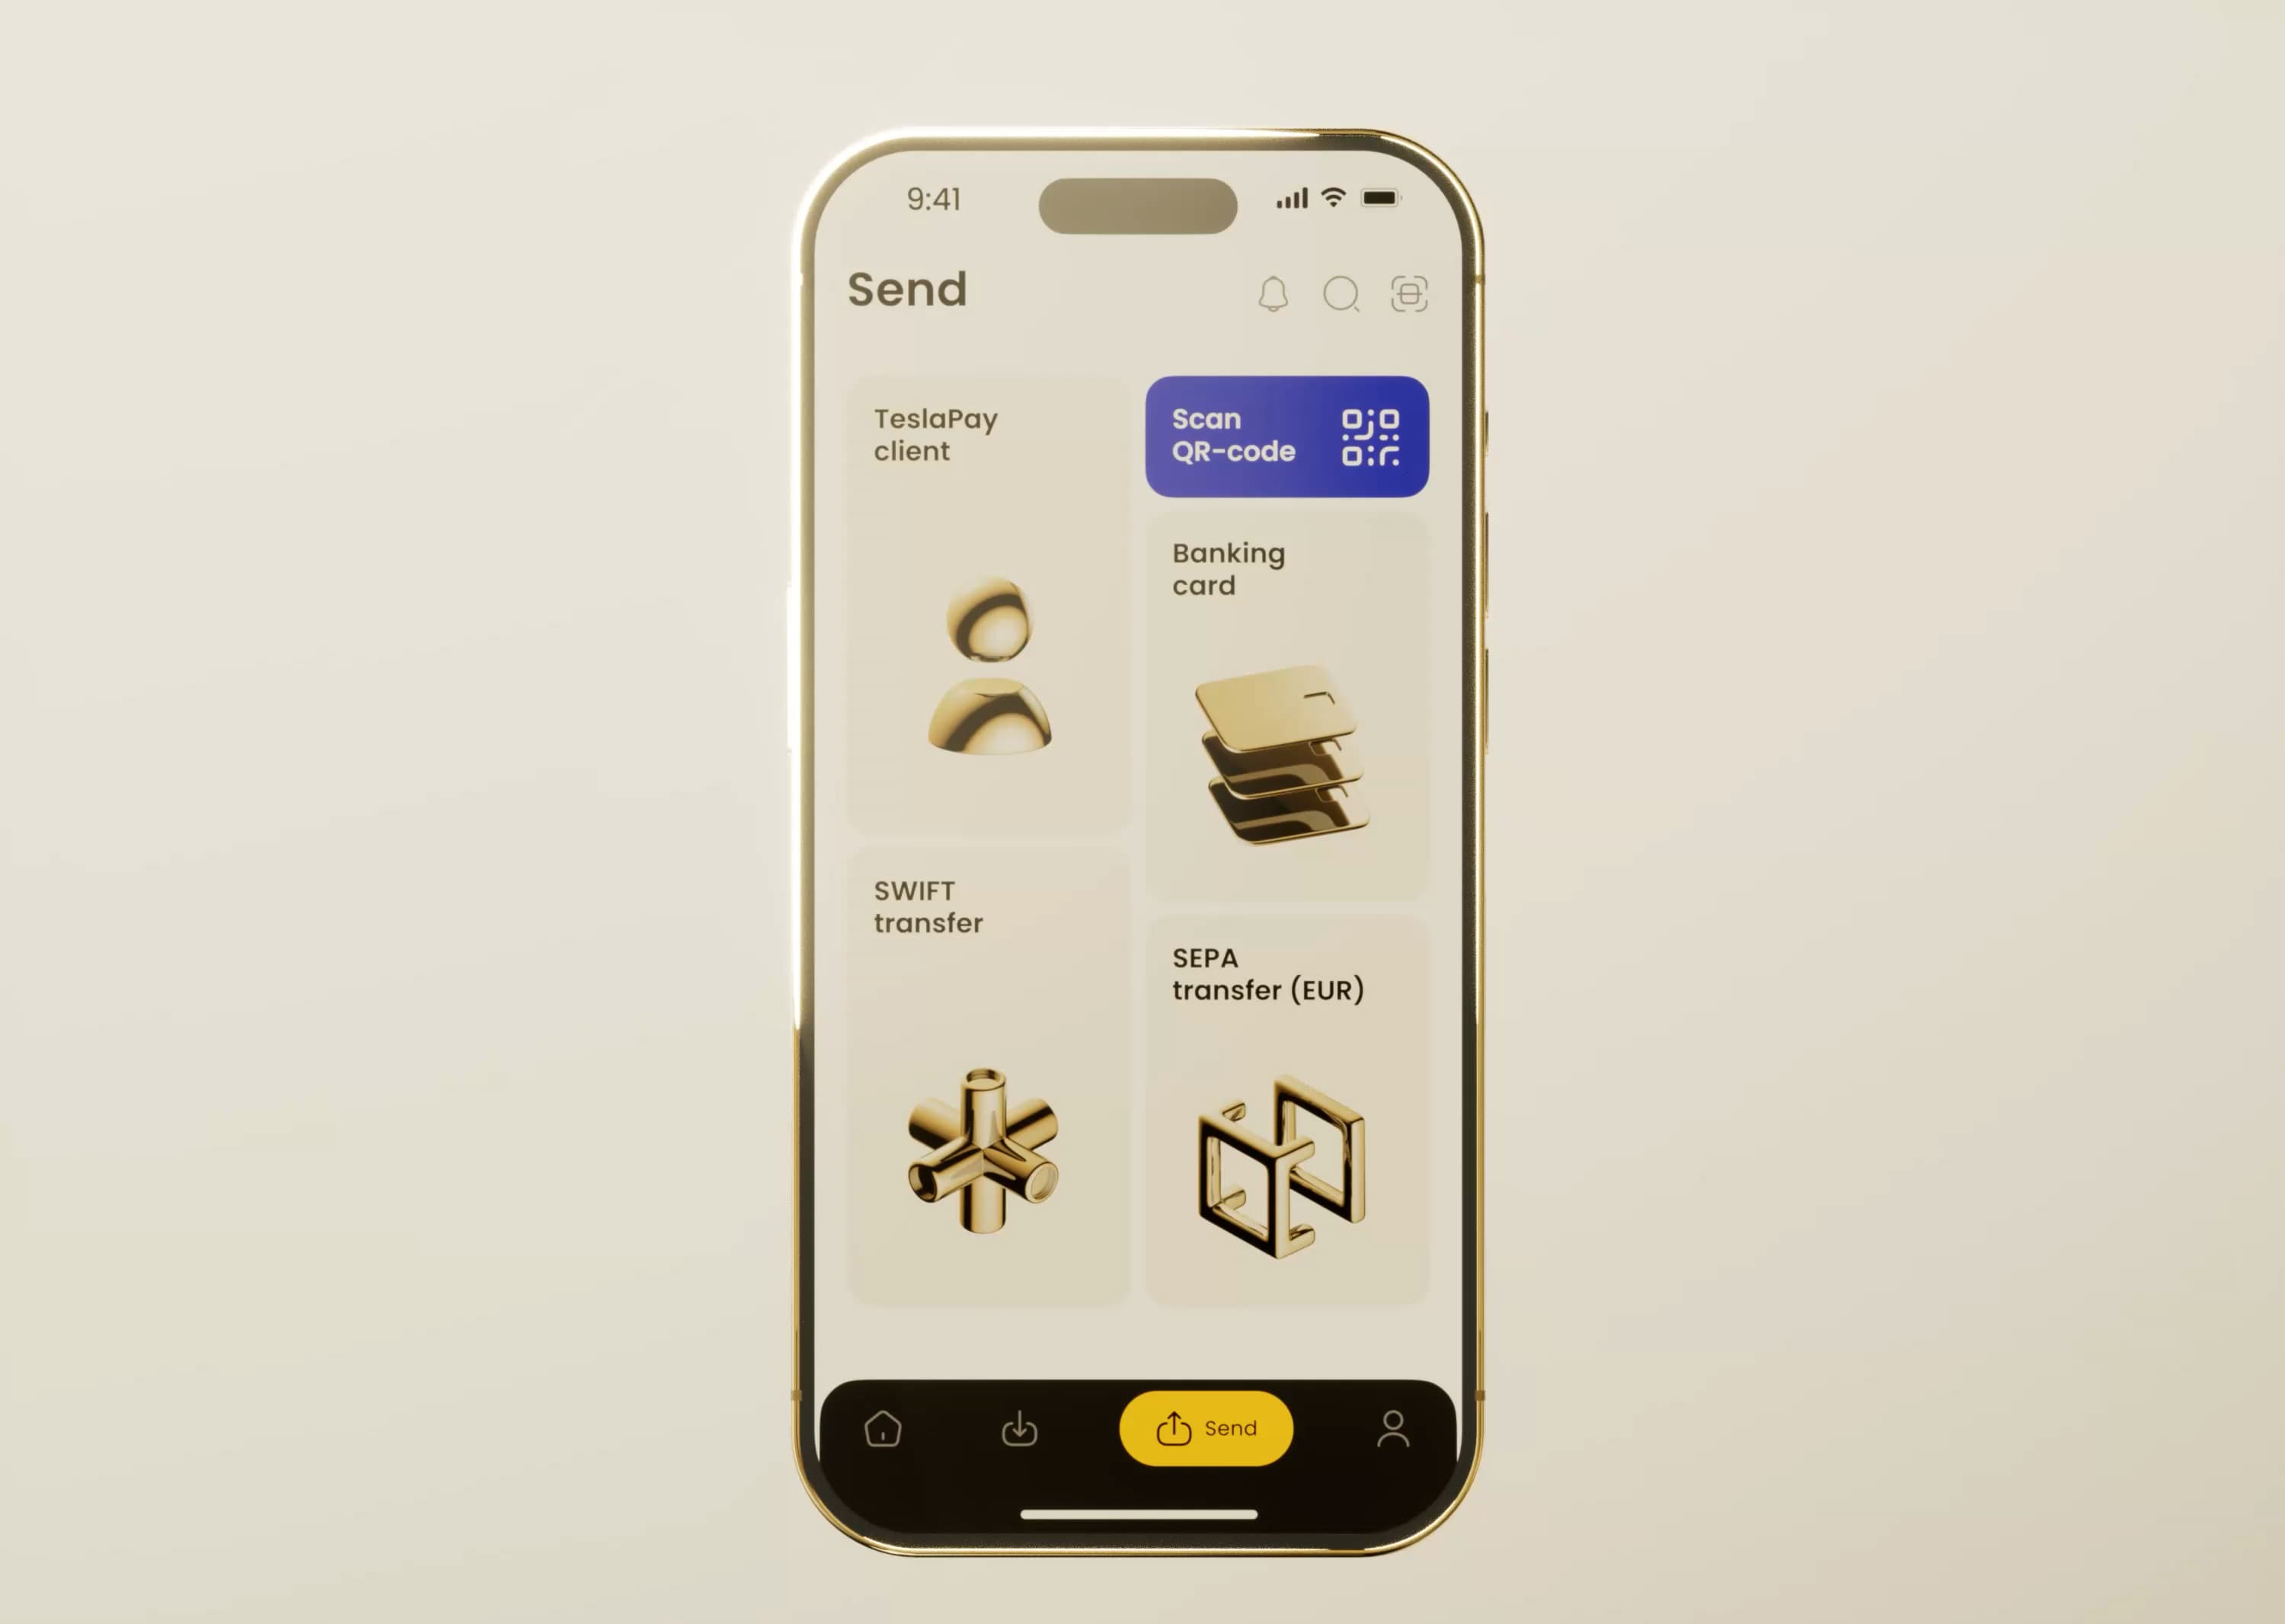 9:41
Send
TeslaPay
client
Scan
QR-code
Banking
card
SWIFT
transfer
SEPA
transfer (EUR)
Send